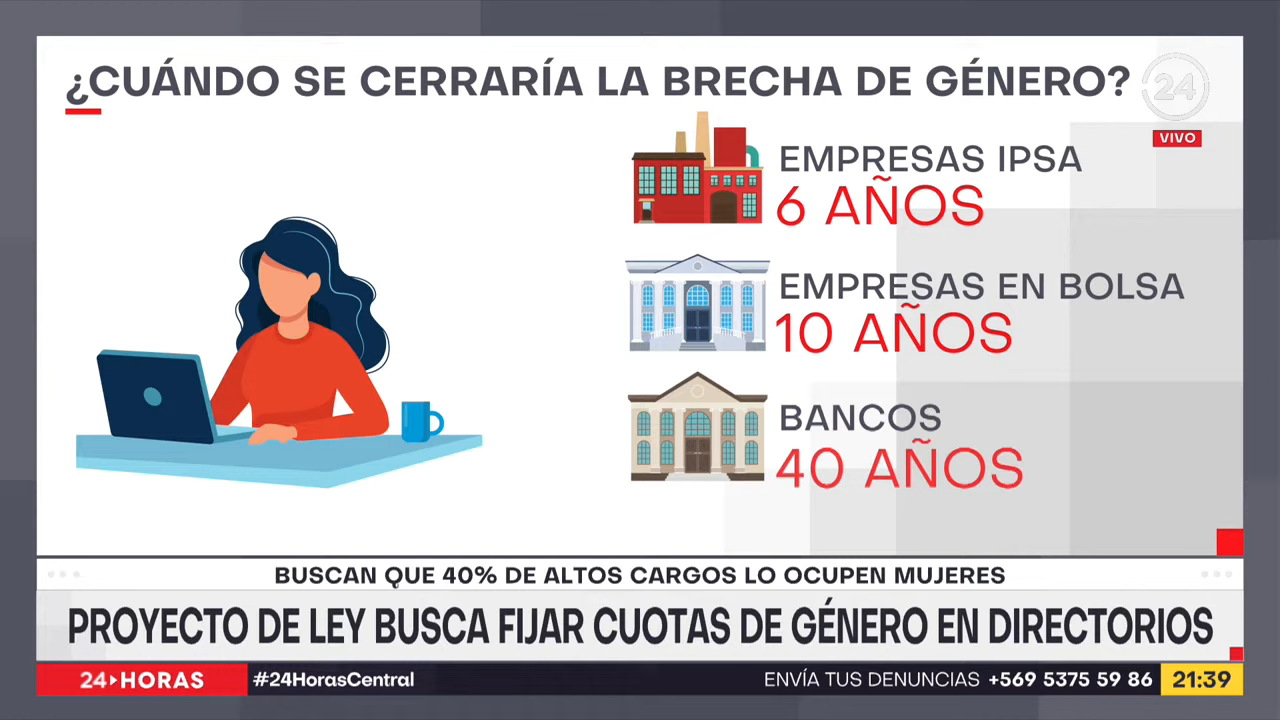 ¿CUÁNDO SE CERRARÍA LA BRECHA DE GÉNERO?
24
VIVO
EMPRESAS IPSA
6 AÑOS
EMPRESAS EN BOLSA
10 AÑOS
BANCOS
40 AÑOS
BUSCAN QUE 40% DE ALTOS CARGOS LO OCUPEN MUJERES
PROYECTO DE LEY BUSCA FIJAR CUOTAS DE GÉNERO EN DIRECTORIOS
24 HORAS #24HorasCentral ENVÍA TUS DENUNCIAS +569 5375 59 86 21:39